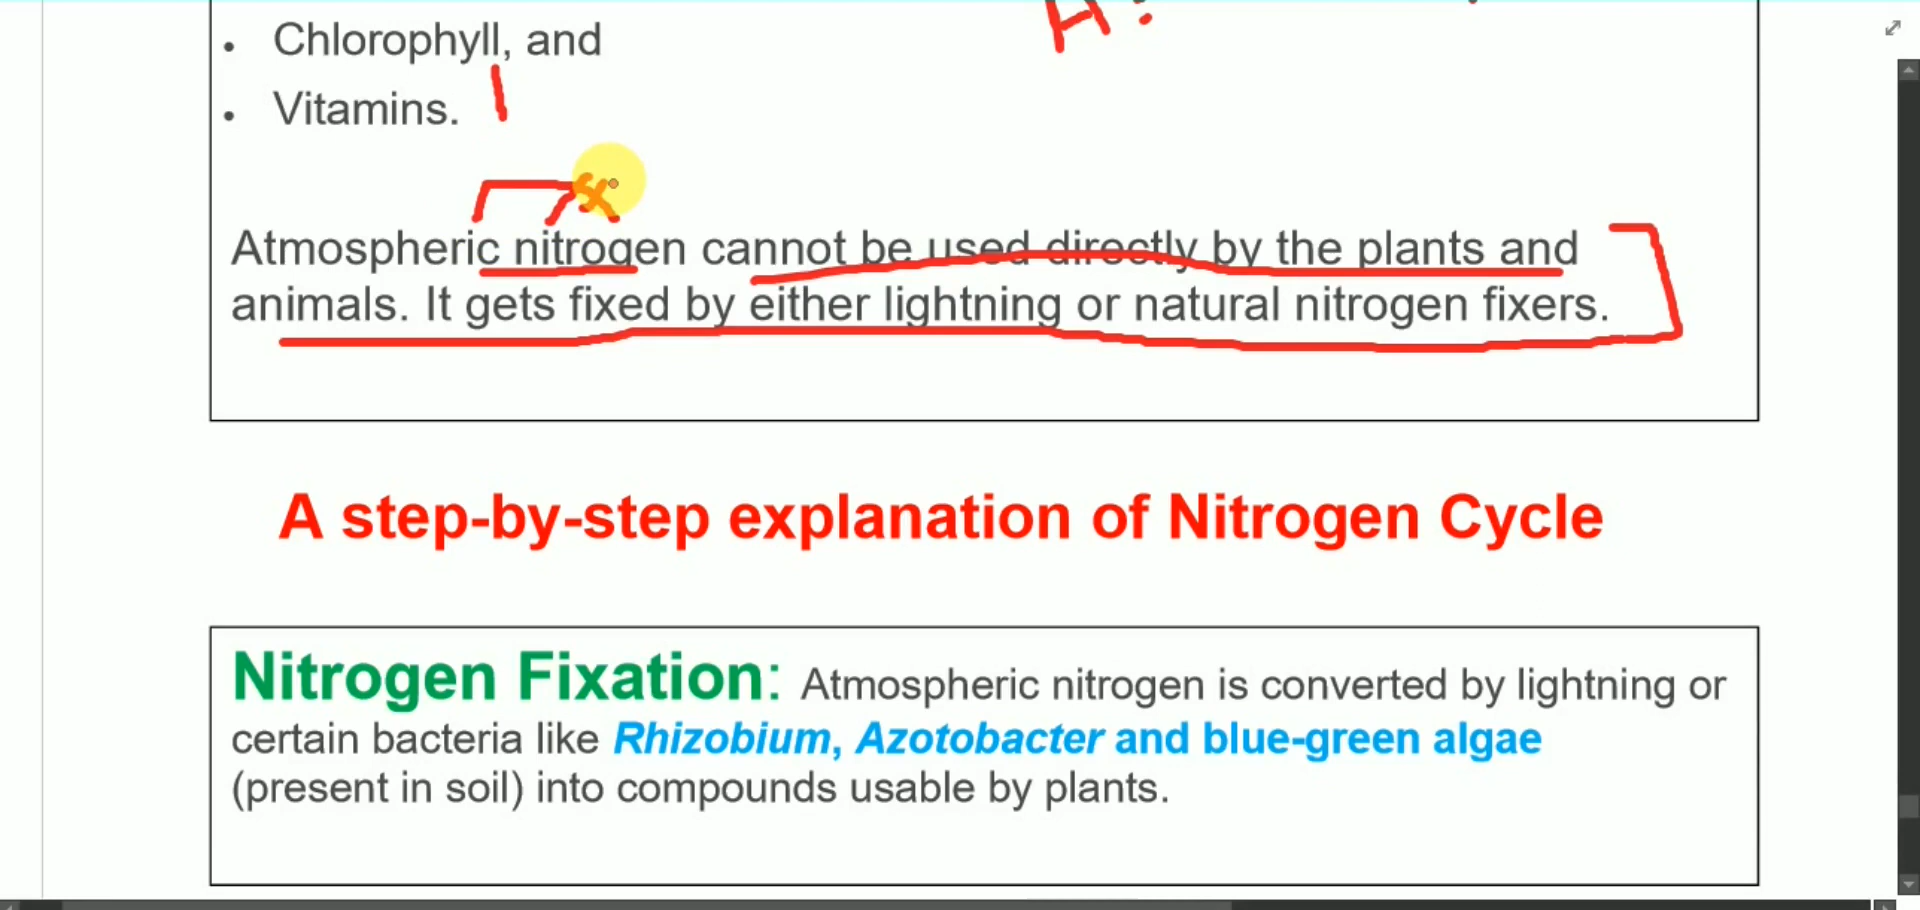 • Chlorophyll, and
• Vitamins.
Atmospheric nitrogen cannot be used directly by the plants and
animals. It gets fixed by either lightning or natural nitrogen fixers.
A step-by-step explanation of Nitrogen Cycle
Nitrogen Fixation: Atmospheric nitrogen is converted by lightning or
certain bacteria like Rhizobium, Azotobacter and blue-green algae
(present in soil) into compounds usable by plants.